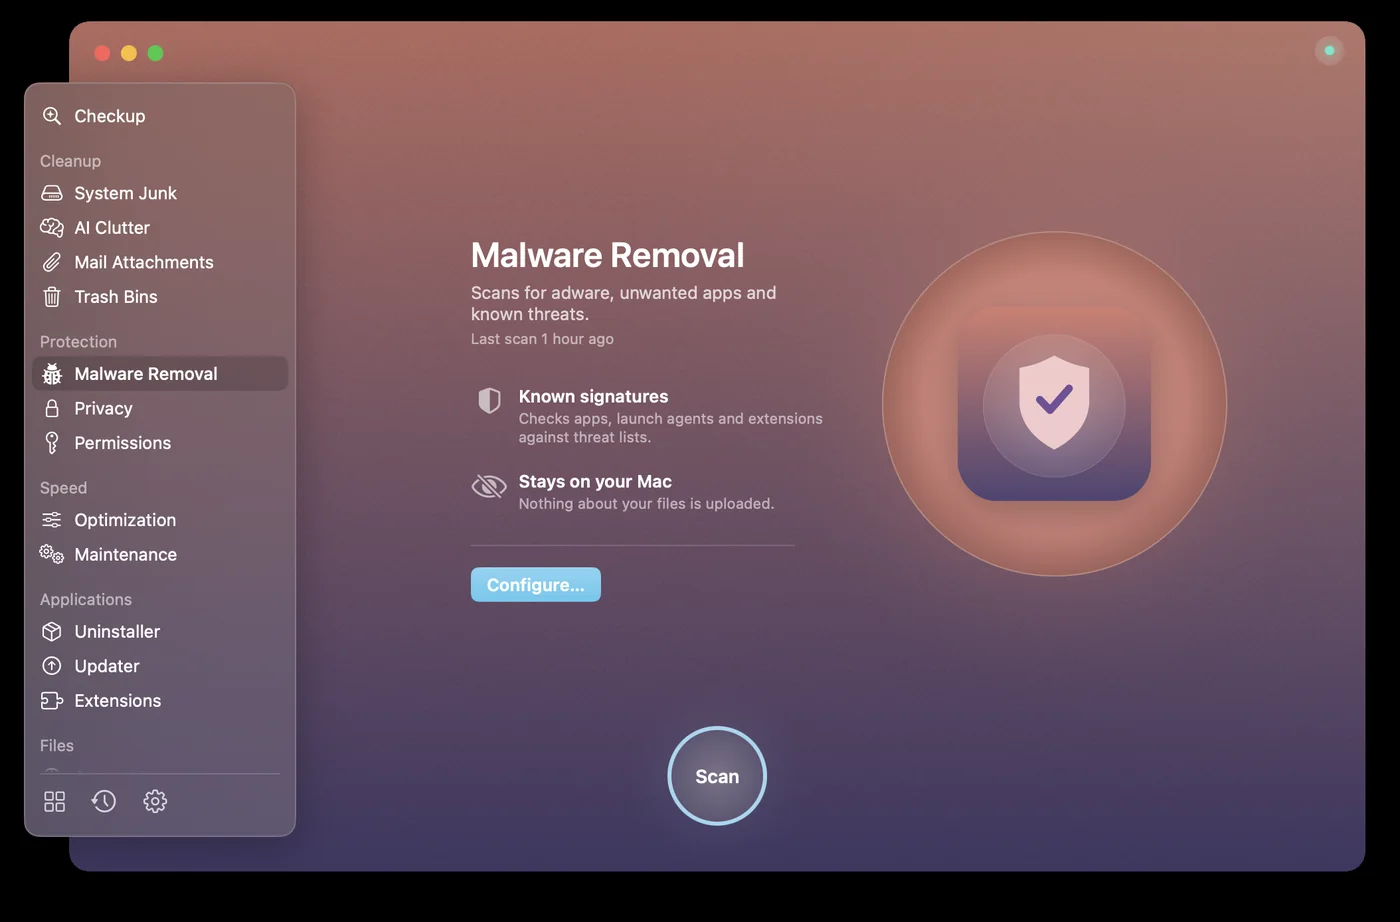 Checkup
Cleanup
System Junk
AI Clutter
Mail Attachments
Trash Bins
Protection
Malware Removal
Privacy
Permissions
Speed
Optimization
Maintenance
Applications
Uninstaller
Updater
Extensions
Files
Malware Removal
Scans for adware, unwanted apps and
known threats.
Last scan 1 hour ago
Known signatures
Checks apps, launch agents and extensions
against threat lists.
Stays on your Mac
Nothing about your files is uploaded.
Configure...
Scan